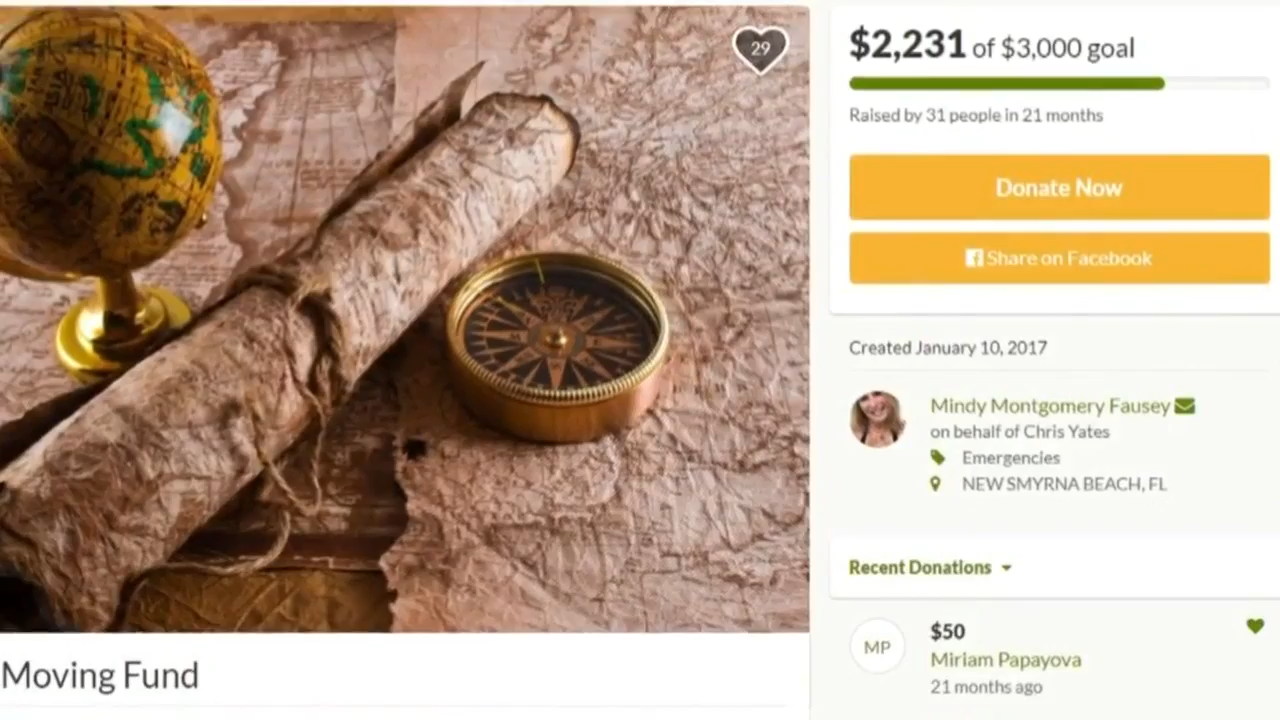 29
Moving Fund
$2,231 of $3,000 goal
Raised by 31 people in 21 months
Donate Now
Share on Facebook
Created January 10, 2017
Mindy Montgomery Fausey
on behalf of Chris Yates
Emergencies
NEW SMYRNA BEACH, FL
Recent Donations
MP
$50
Miriam Papayova
21 months ago